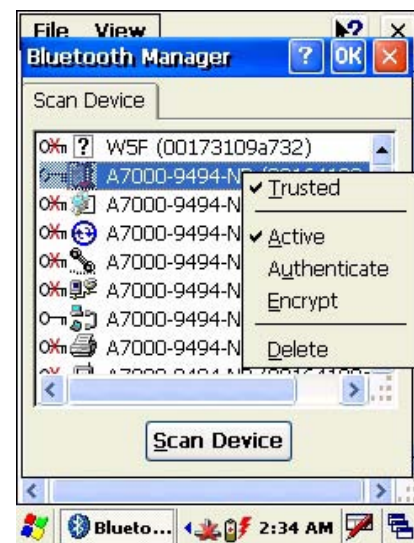 File View
Bluetooth Manager ? OK
Scan Device
? W5F (00173109a732)
A7000-9494-N
Trusted
A7000-9494-N
A7000-9494-N
Active
A7000-9494-N
Authenticate
A7000-9494-N
Encrypt
A7000-9494-N
A7000-9494-N
Delete
Scan Device
Blueto... 2:34 AM